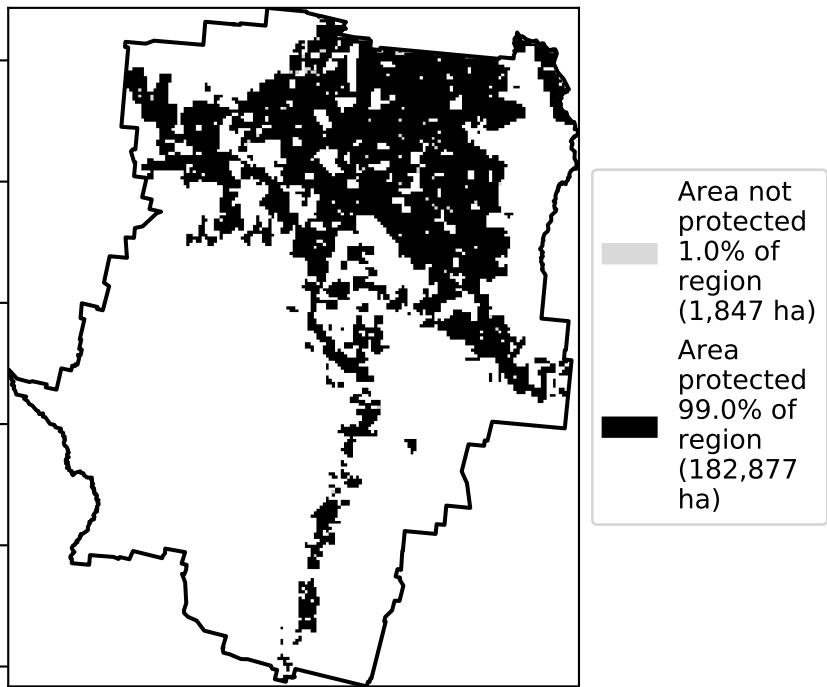 Area not
protected
1.0% of
region
(1,847 ha)
Area
protected
99.0% of
region
(182,877
ha)